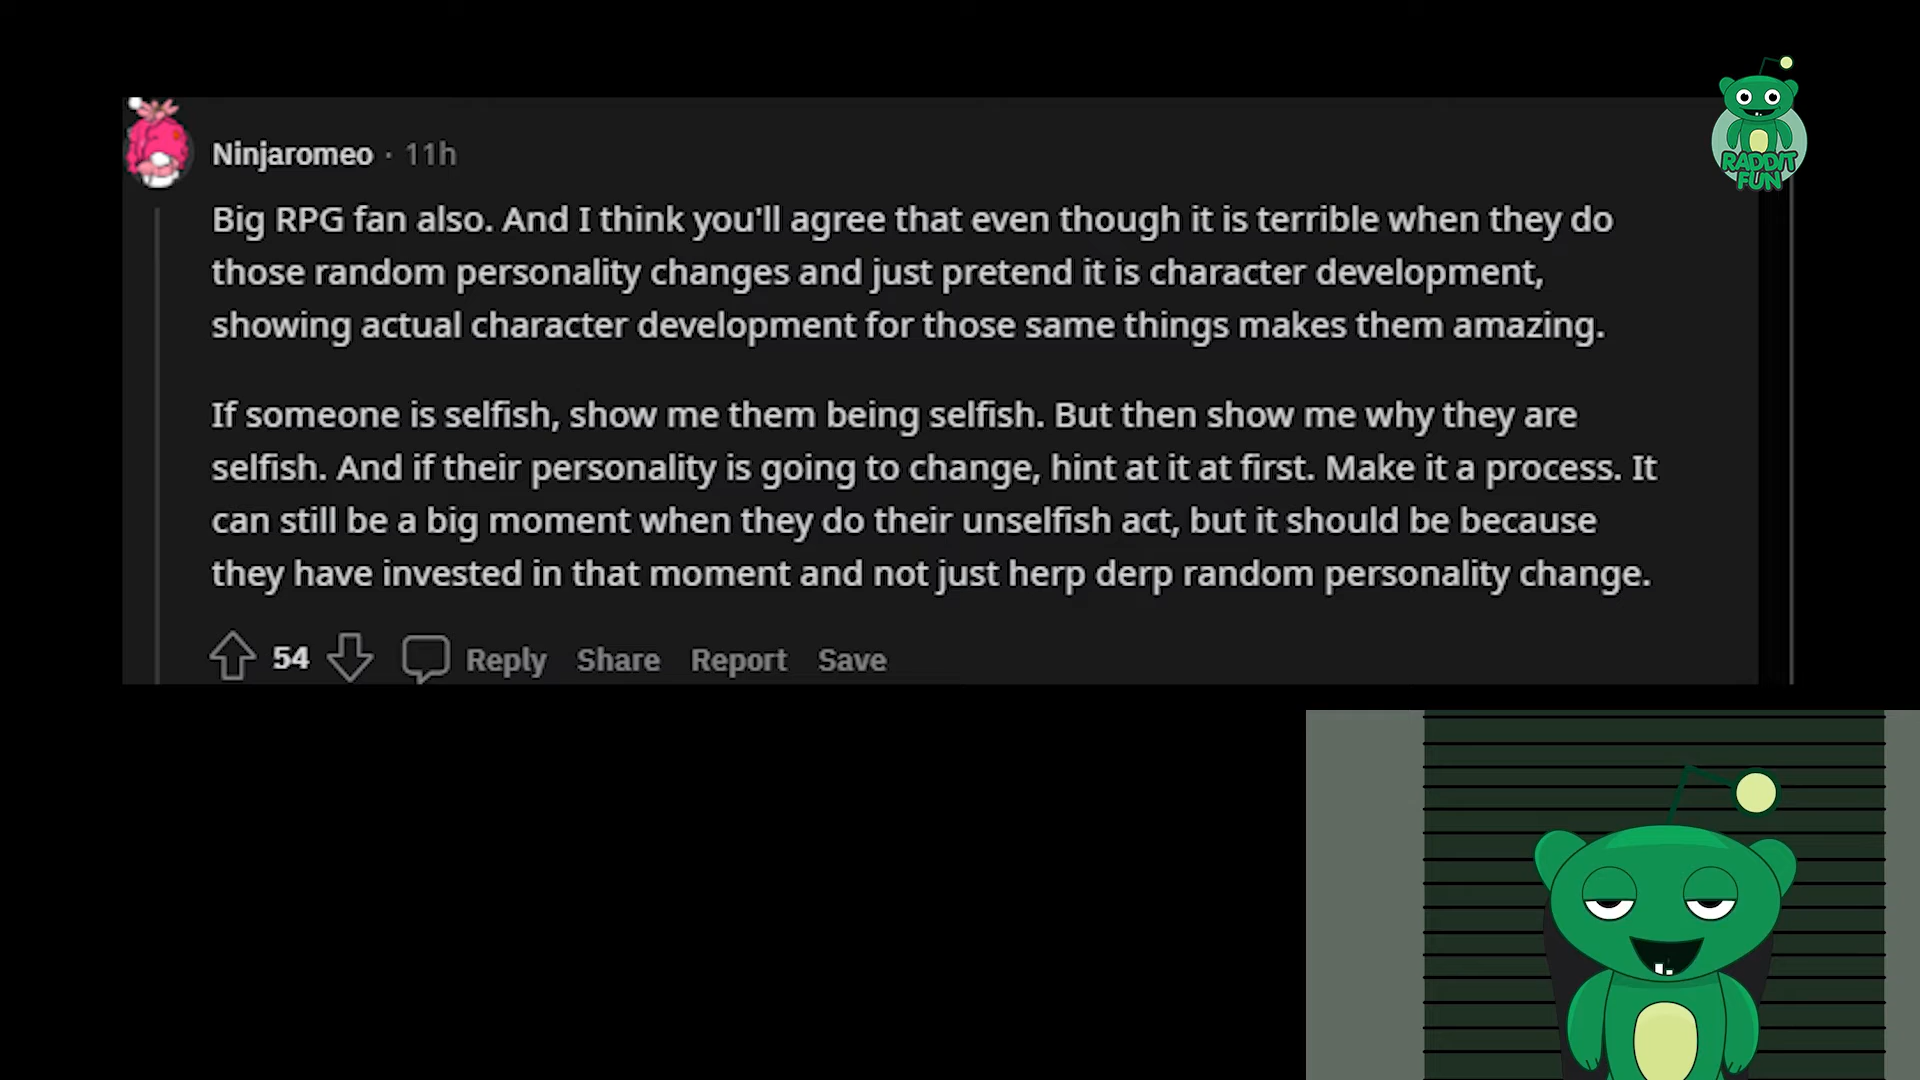 Ninjaromeo · 11h
RADDIT
FUN
Big RPG fan also. And I think you'll agree that even though it is terrible when they do
those random personality changes and just pretend it is character development,
showing actual character development for those same things makes them amazing.
If someone is selfish, show me them being selfish. But then show me why they are
selfish. And if their personality is going to change, hint at it at first. Make it a process. It
can still be a big moment when they do their unselfish act, but it should be because
they have invested in that moment and not just herp derp random personality change.
54 Reply Share Report Save